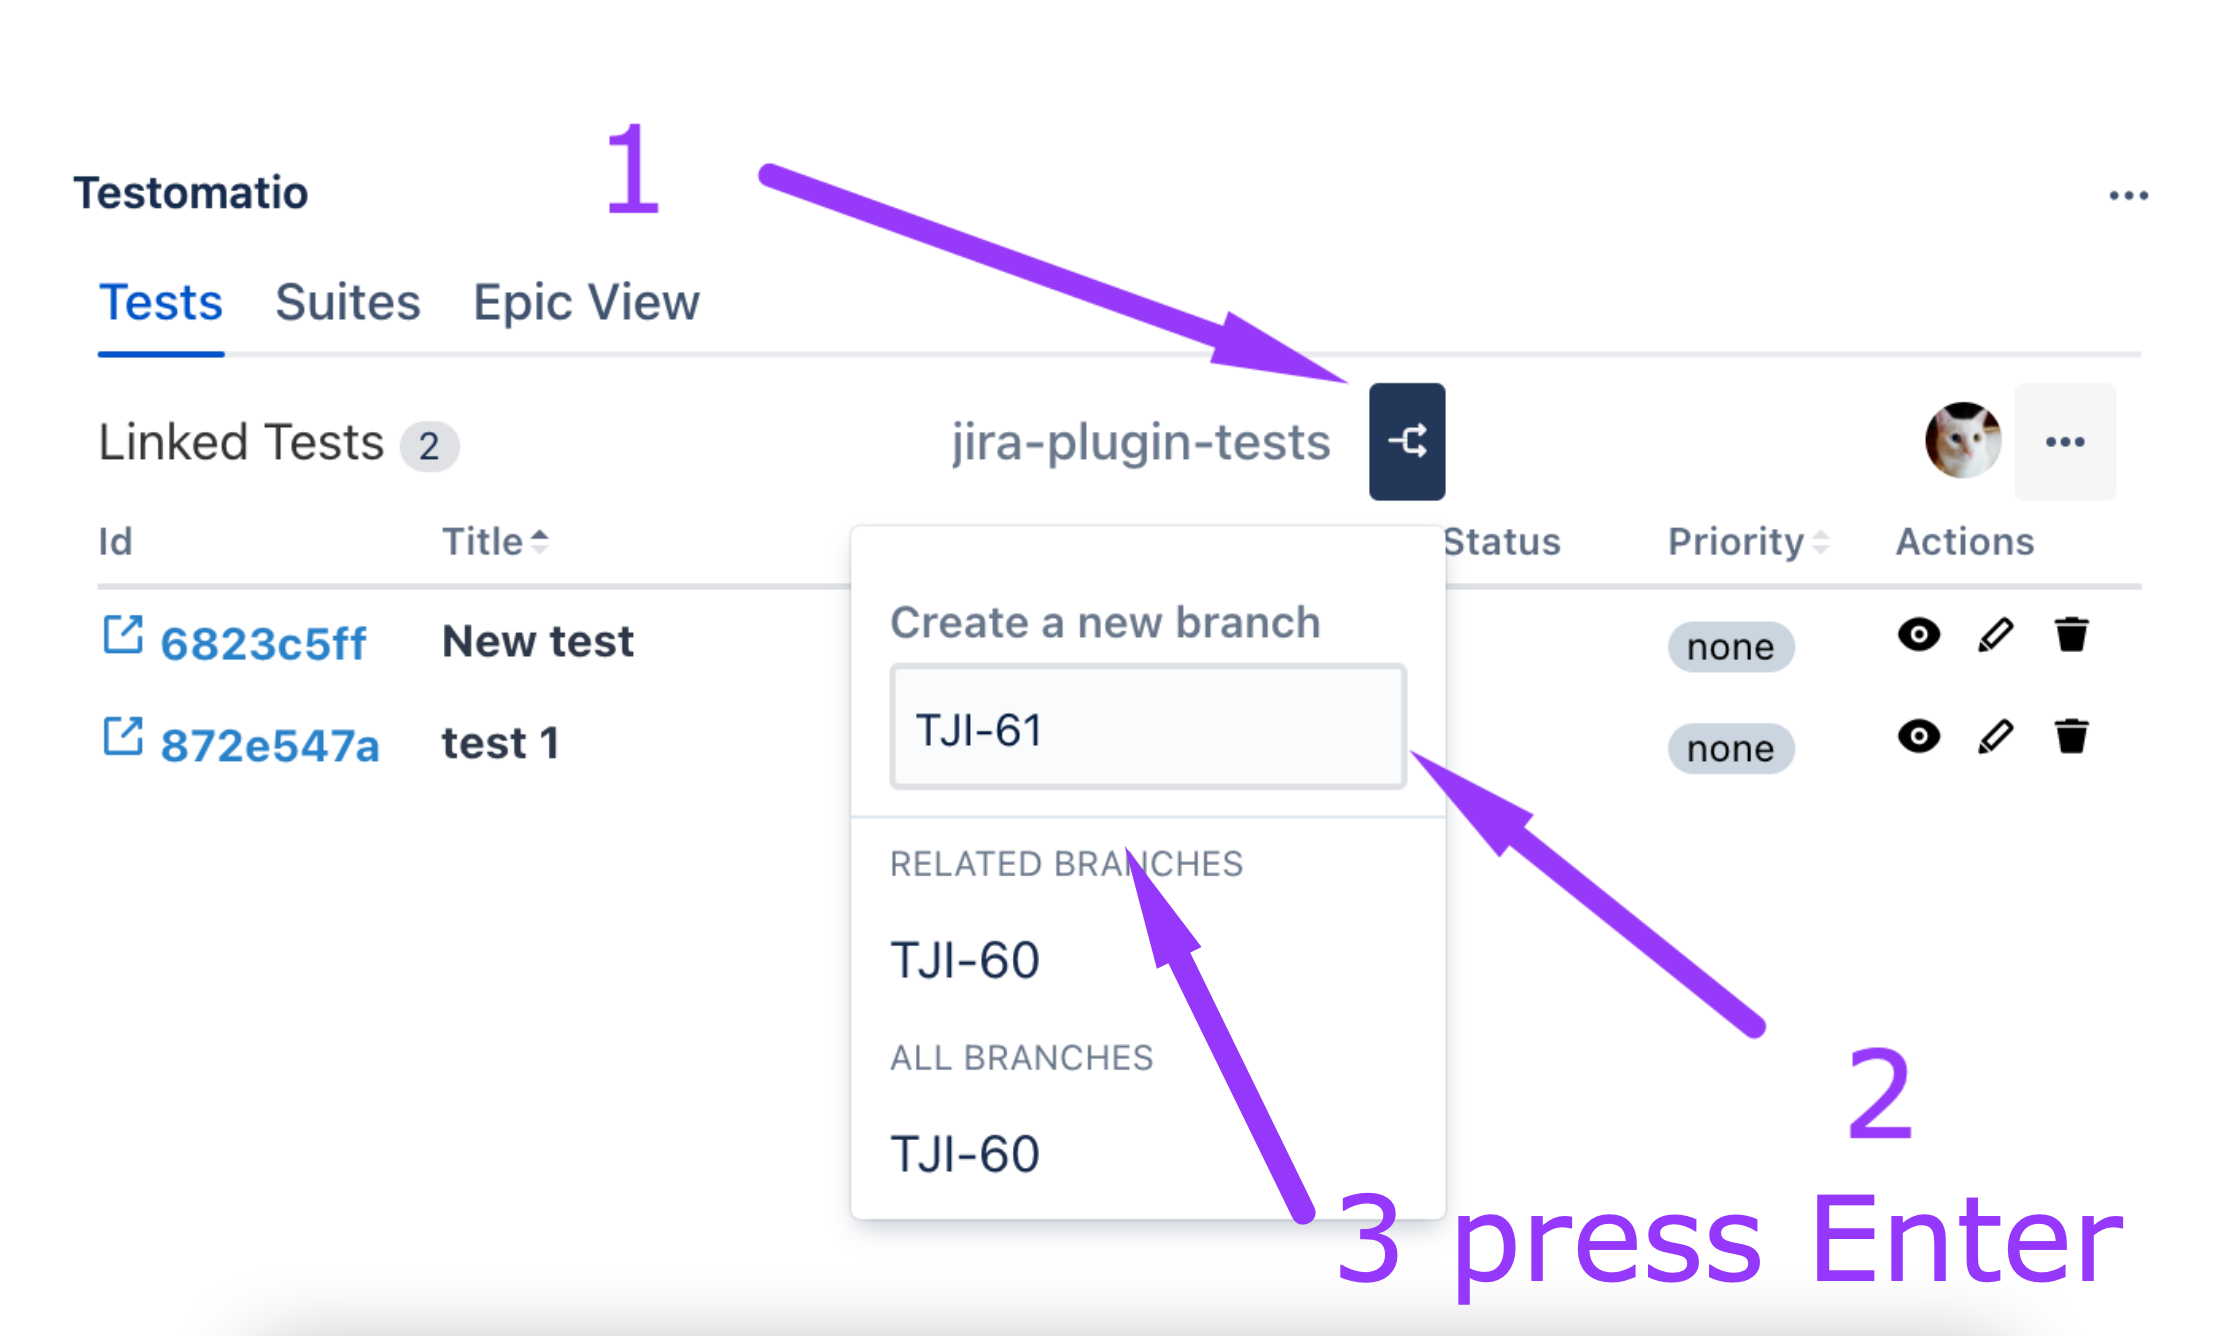 1
Testomatio
Tests Suites Epic View
Linked Tests 2 jira-plugin-tests
Id Title Status Priority Actions
Create a new branch
6823c5ff New test none
TJI-61
872e547a test 1 none
RELATED BRANCHES
TJI-60
ALL BRANCHES
2
TJI-60
3 press Enter